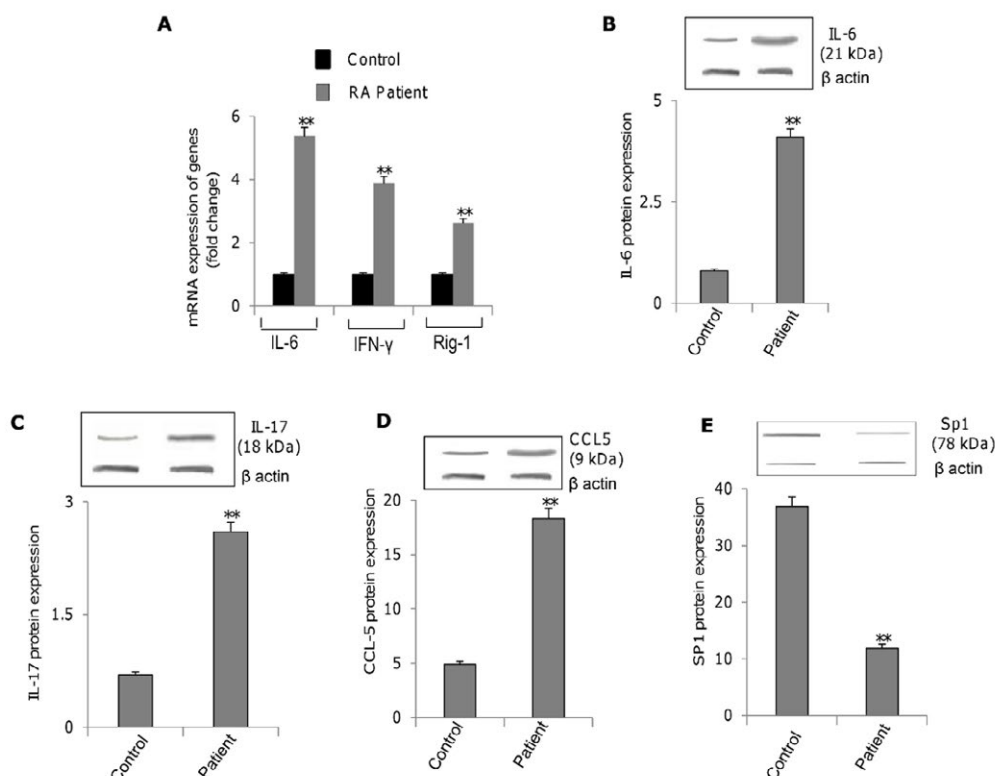 A
Control
RA Patient
mRNA expression of genes
(fold change)
6
4
2
0
**
**
**
IL-6
IFN-γ
Rig-1
B
IL-6
(21 kDa)
β actin
IL-6 protein expression
5
2.5
0
**
Control
Patient
C
IL-17
(18 kDa)
β actin
IL-17 protein expression
3
1.5
0
**
Control
Patient
D
CCL5
(9 kDa)
β actin
CCL-5 protein expression
20
15
10
5
0
**
Control
Patient
E
Sp1
(78 kDa)
β actin
SP1 protein expression
40
30
20
10
0
**
Control
Patient